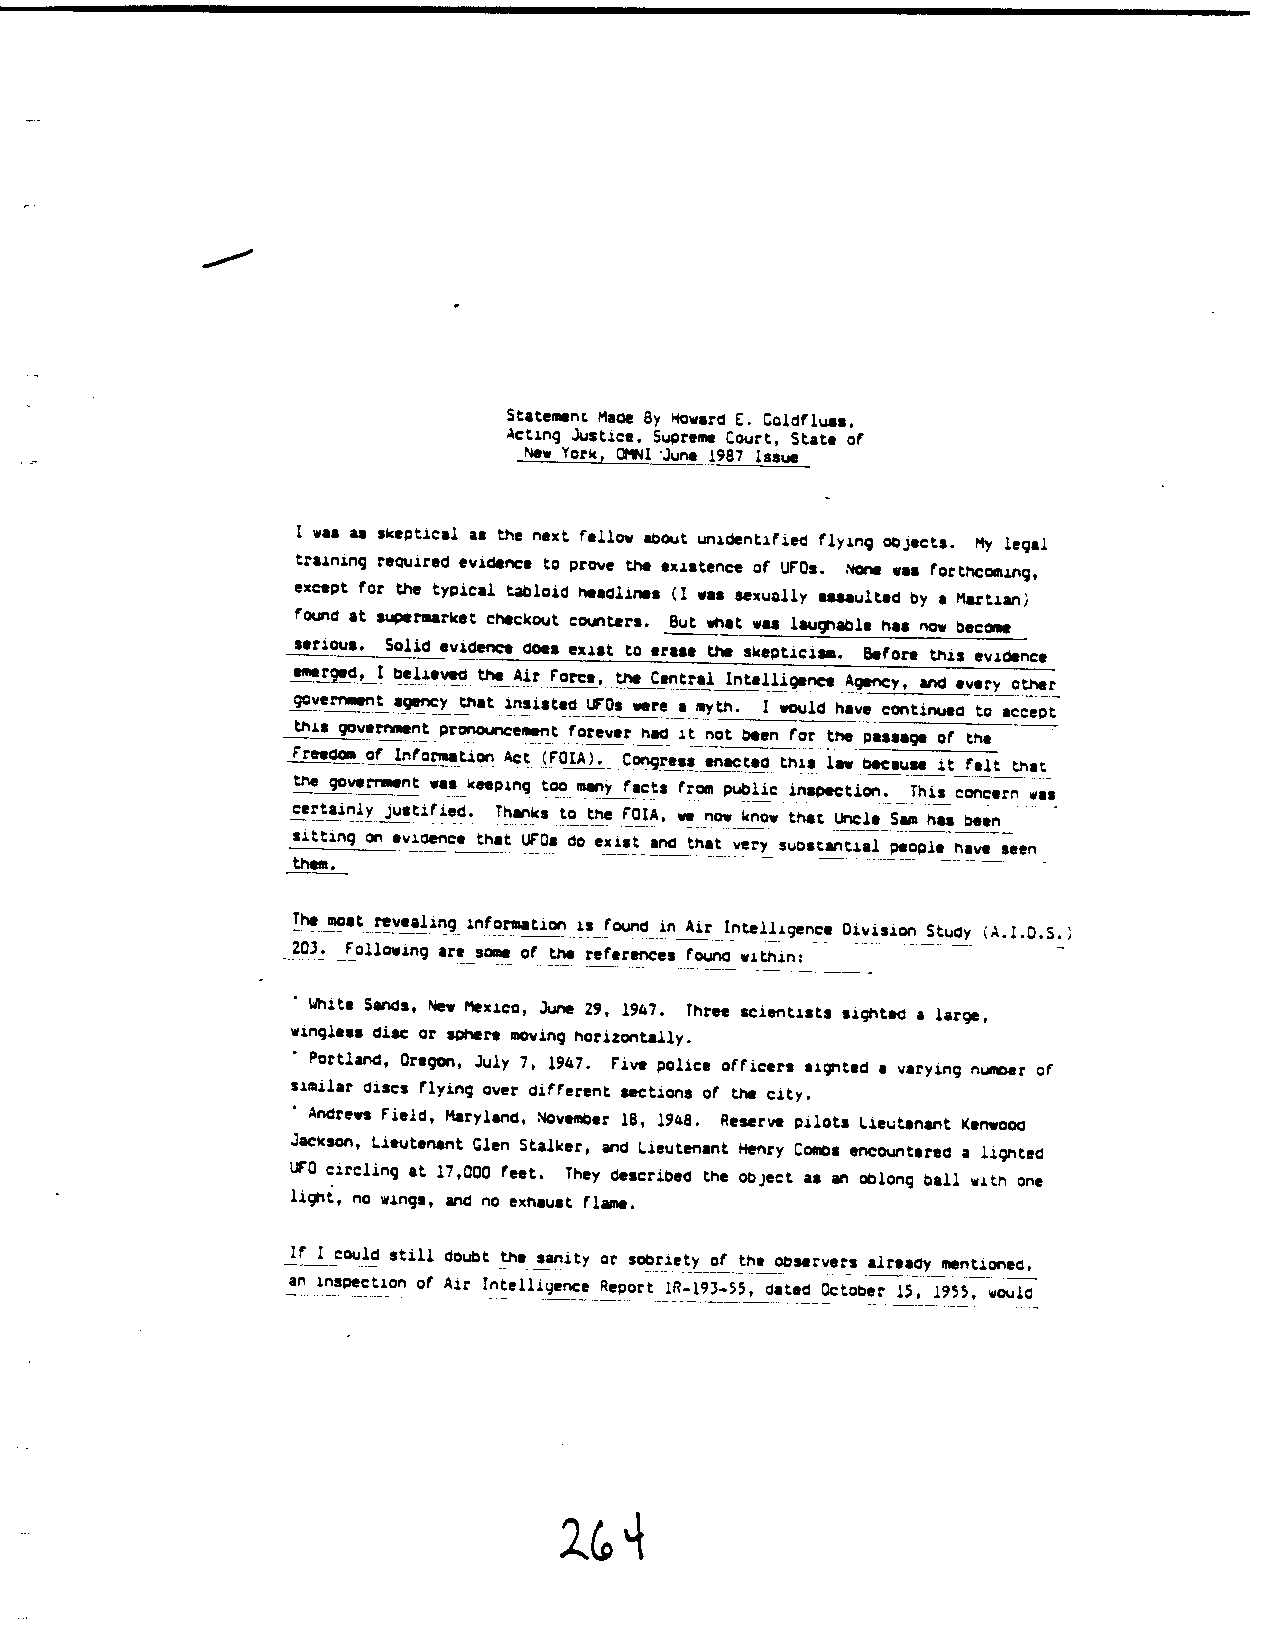 Statement Made By Howard E. Goldfluss,
Acting Justice, Supreme Court, State of
New York, OMNI June 1987 Issue
I was as skeptical as the next fellow about unidentified flying objects. My legal
training required evidence to prove the existence of UFOs. None was forthcoming,
except for the typical tabloid headlines (I was sexually assaulted by a Martian)
found at supermarket checkout counters. But what was laughable has now become
serious. Solid evidence does exist to erase the skepticism. Before this evidence
emerged, I believed the Air Force, the Central Intelligence Agency, and every other
government agency that insisted UFOs were a myth. I would have continued to accept
this government pronouncement forever had it not been for the passage of the
Freedom of Information Act (FOIA). Congress enacted this law because it felt that
the government was keeping too many facts from public inspection. This concern was
certainly justified. Thanks to the FOIA, we now know that Uncle Sam has been
sitting on evidence that UFOs do exist and that very substantial people have seen
them.
The most revealing information is found in Air Intelligence Division Study (A.I.D.S.)
203. Following are some of the references found within:
* White Sands, New Mexico, June 29, 1947. Three scientists sighted a large,
wingless disc or sphere moving horizontally.
* Portland, Oregon, July 7, 1947. Five police officers sighted a varying number of
similar discs flying over different sections of the city.
* Andrews Field, Maryland, November 18, 1948. Reserve pilots Lieutenant Kenwood
Jackson, Lieutenant Glen Stalker, and Lieutenant Henry Combs encountered a lighted
UFO circling at 17,000 feet. They described the object as an oblong ball with one
light, no wings, and no exhaust flame.
If I could still doubt the sanity or sobriety of the observers already mentioned,
an inspection of Air Intelligence Report IR-193-55, dated October 15, 1955, would
264